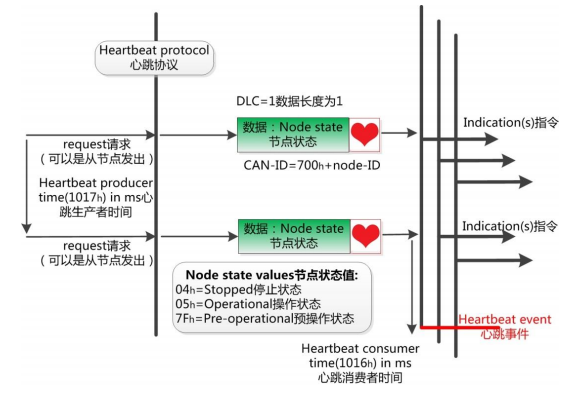 Heartbeat protocol
心跳协议
DLC=1数据长度为1
数据：Node state
节点状态
Indication(s)指令
request请求
（可以是从节点发出）
CAN-ID=700h+node-ID
Heartbeat producer
time(1017h) in ms心
跳生产者时间
数据：Node state
节点状态
Indication(s)指令
request请求
（可以是从节点发出）
Node state values节点状态值:
04h=Stopped停止状态
05h=Operational操作状态
7Fh=Pre-operational预操作状态
Heartbeat event
心跳事件
Heartbeat consumer
time(1016h) in ms
心跳消费者时间